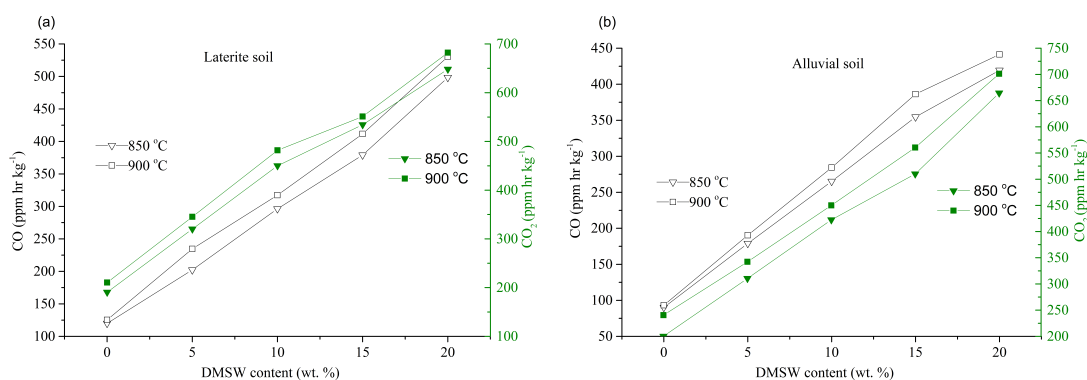 (a)
Laterite soil
CO (ppm hr kg⁻¹)
550
500
450
400
350
300
250
200
150
100
850 °C
900 °C
850 °C
900 °C
700
600
500
400
300
200
100
CO₂ (ppm hr kg⁻¹)
0 5 10 15 20
DMSW content (wt. %)
(b)
Alluvial soil
CO (ppm hr kg⁻¹)
450
400
350
300
250
200
150
100
50
850 °C
900 °C
850 °C
900 °C
750
700
650
600
550
500
450
400
350
300
250
200
CO₂ (ppm hr kg⁻¹)
0 5 10 15 20
DMSW content (wt. %)